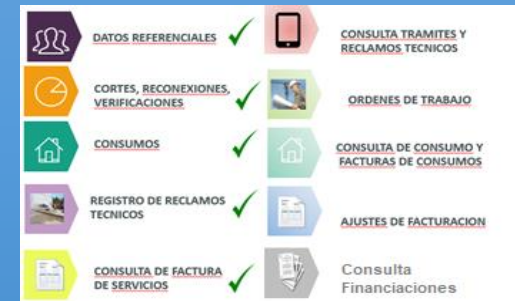 DATOS REFERENCIALES
CORTES, RECONEXIONES,
VERIFICACIONES
CONSUMOS
REGISTRO DE RECLAMOS
TECNICOS
CONSULTA DE FACTURA
DE SERVICIOS
CONSULTA TRAMITES Y
RECLAMOS TECNICOS
ORDENES DE TRABAJO
CONSULTA DE CONSUMO Y
FACTURAS DE CONSUMOS
AJUSTES DE FACTURACION
Consulta
Financiaciones